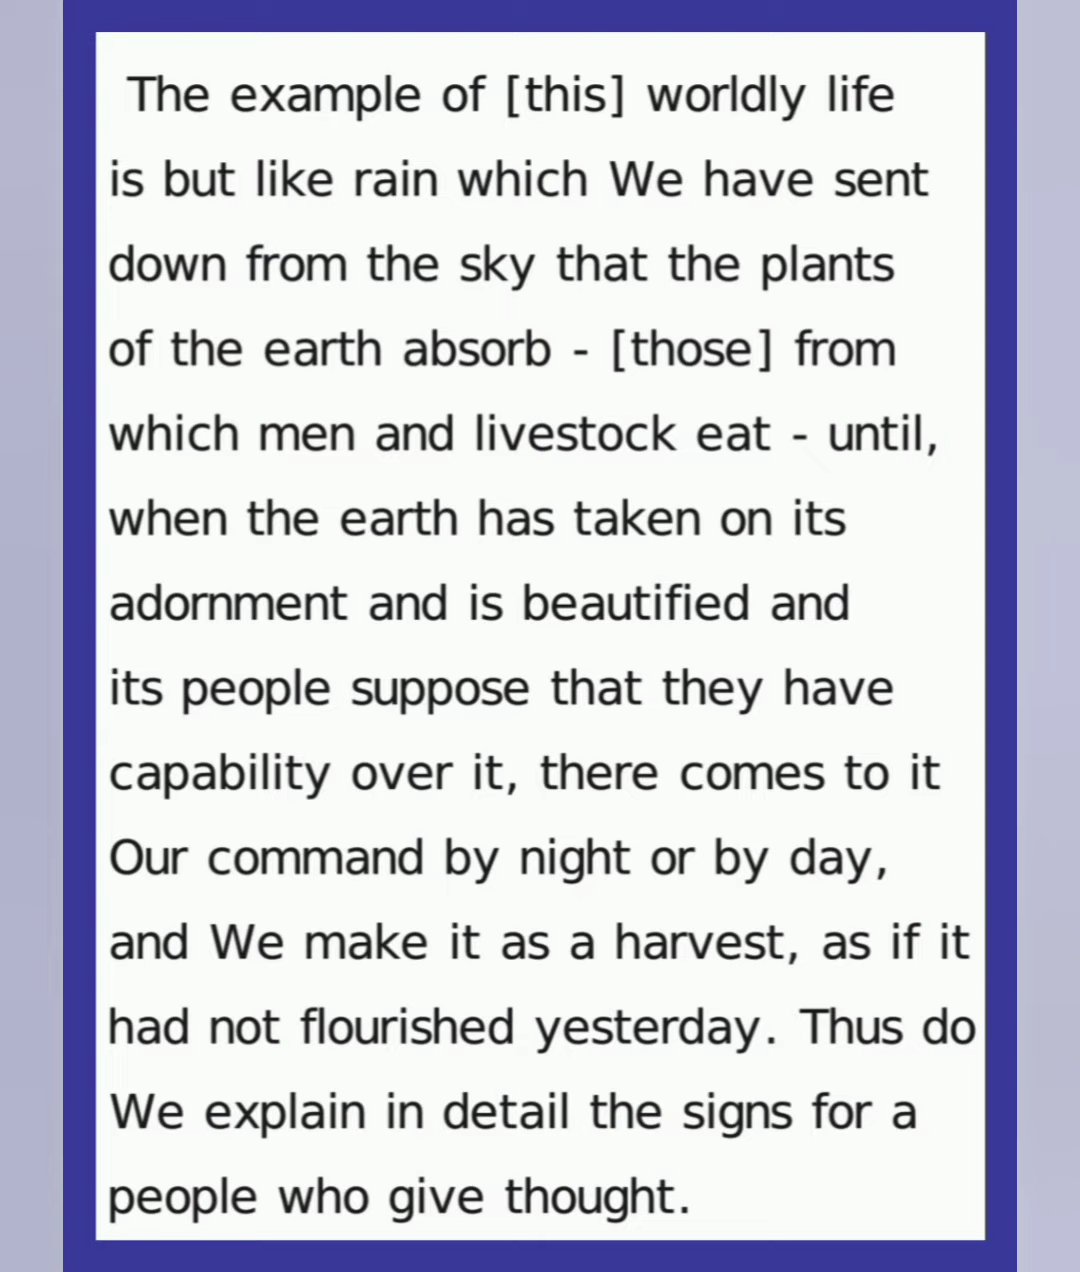 The example of [this] worldly life
is but like rain which We have sent
down from the sky that the plants
of the earth absorb - [those] from
which men and livestock eat - until,
when the earth has taken on its
adornment and is beautified and
its people suppose that they have
capability over it, there comes to it
Our command by night or by day,
and We make it as a harvest, as if it
had not flourished yesterday. Thus do
We explain in detail the signs for a
people who give thought.